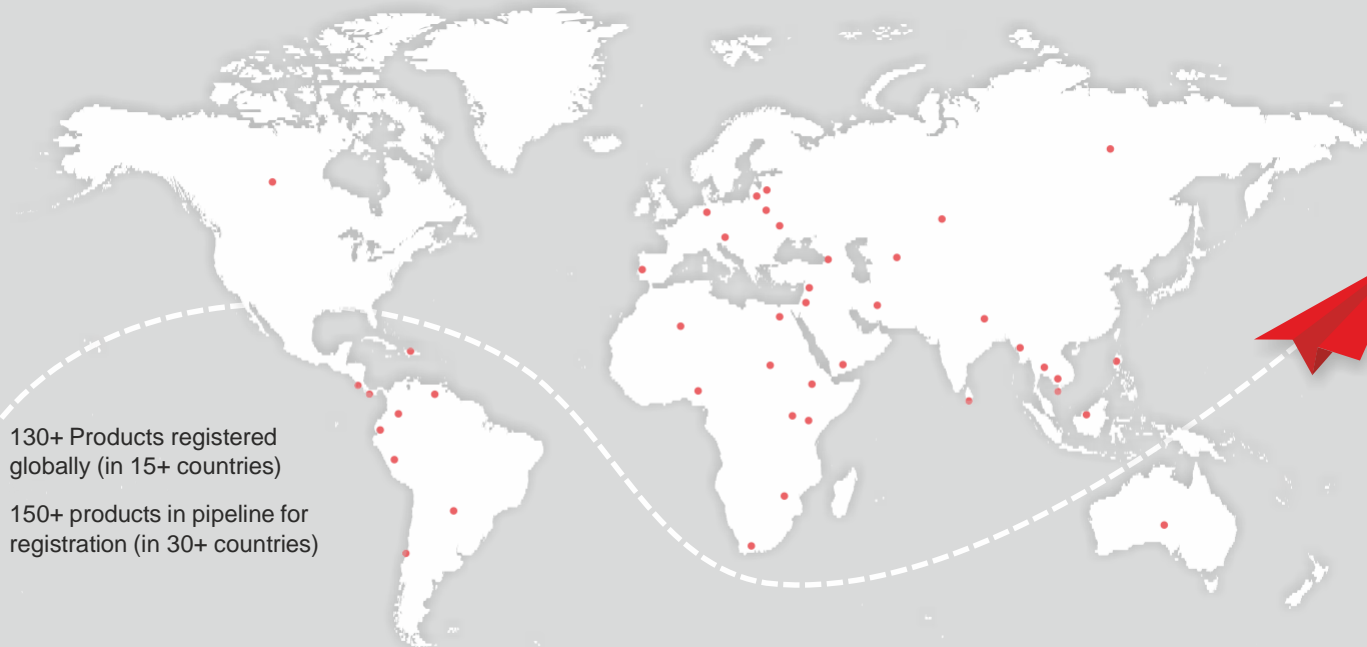 130+ Products registered
globally (in 15+ countries)
150+ products in pipeline for
registration (in 30+ countries)